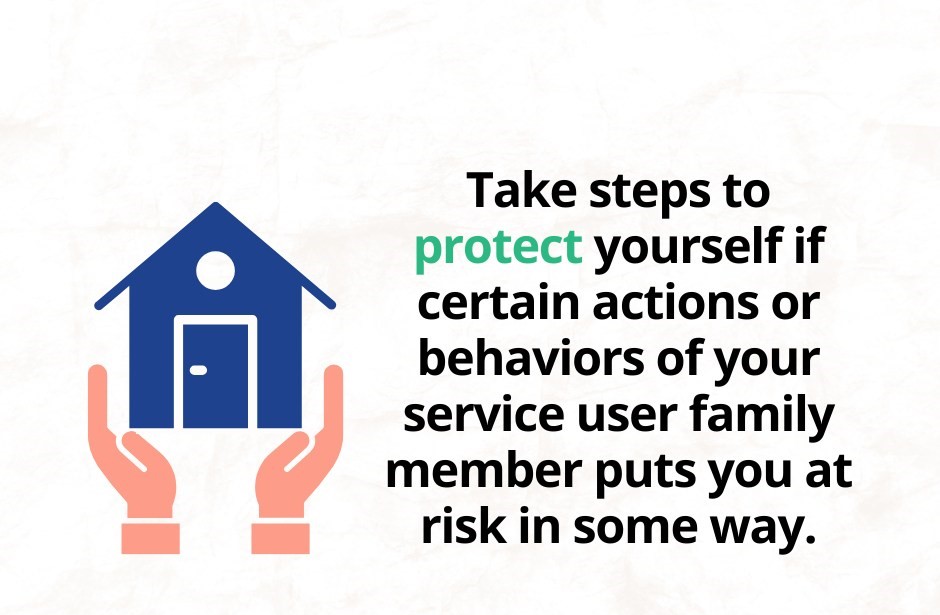 Take steps to
protect yourself if
certain actions or
behaviors of your
service user family
member puts you at
risk in some way.